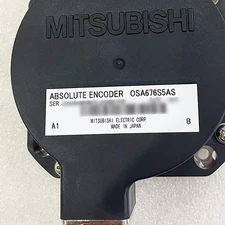 MITSUBISHI
ABSOLUTE ENCODER OSA676S5AS
SER.
A1 B
MITSUBISHI ELECTRIC CORP
MADE IN JAPAN